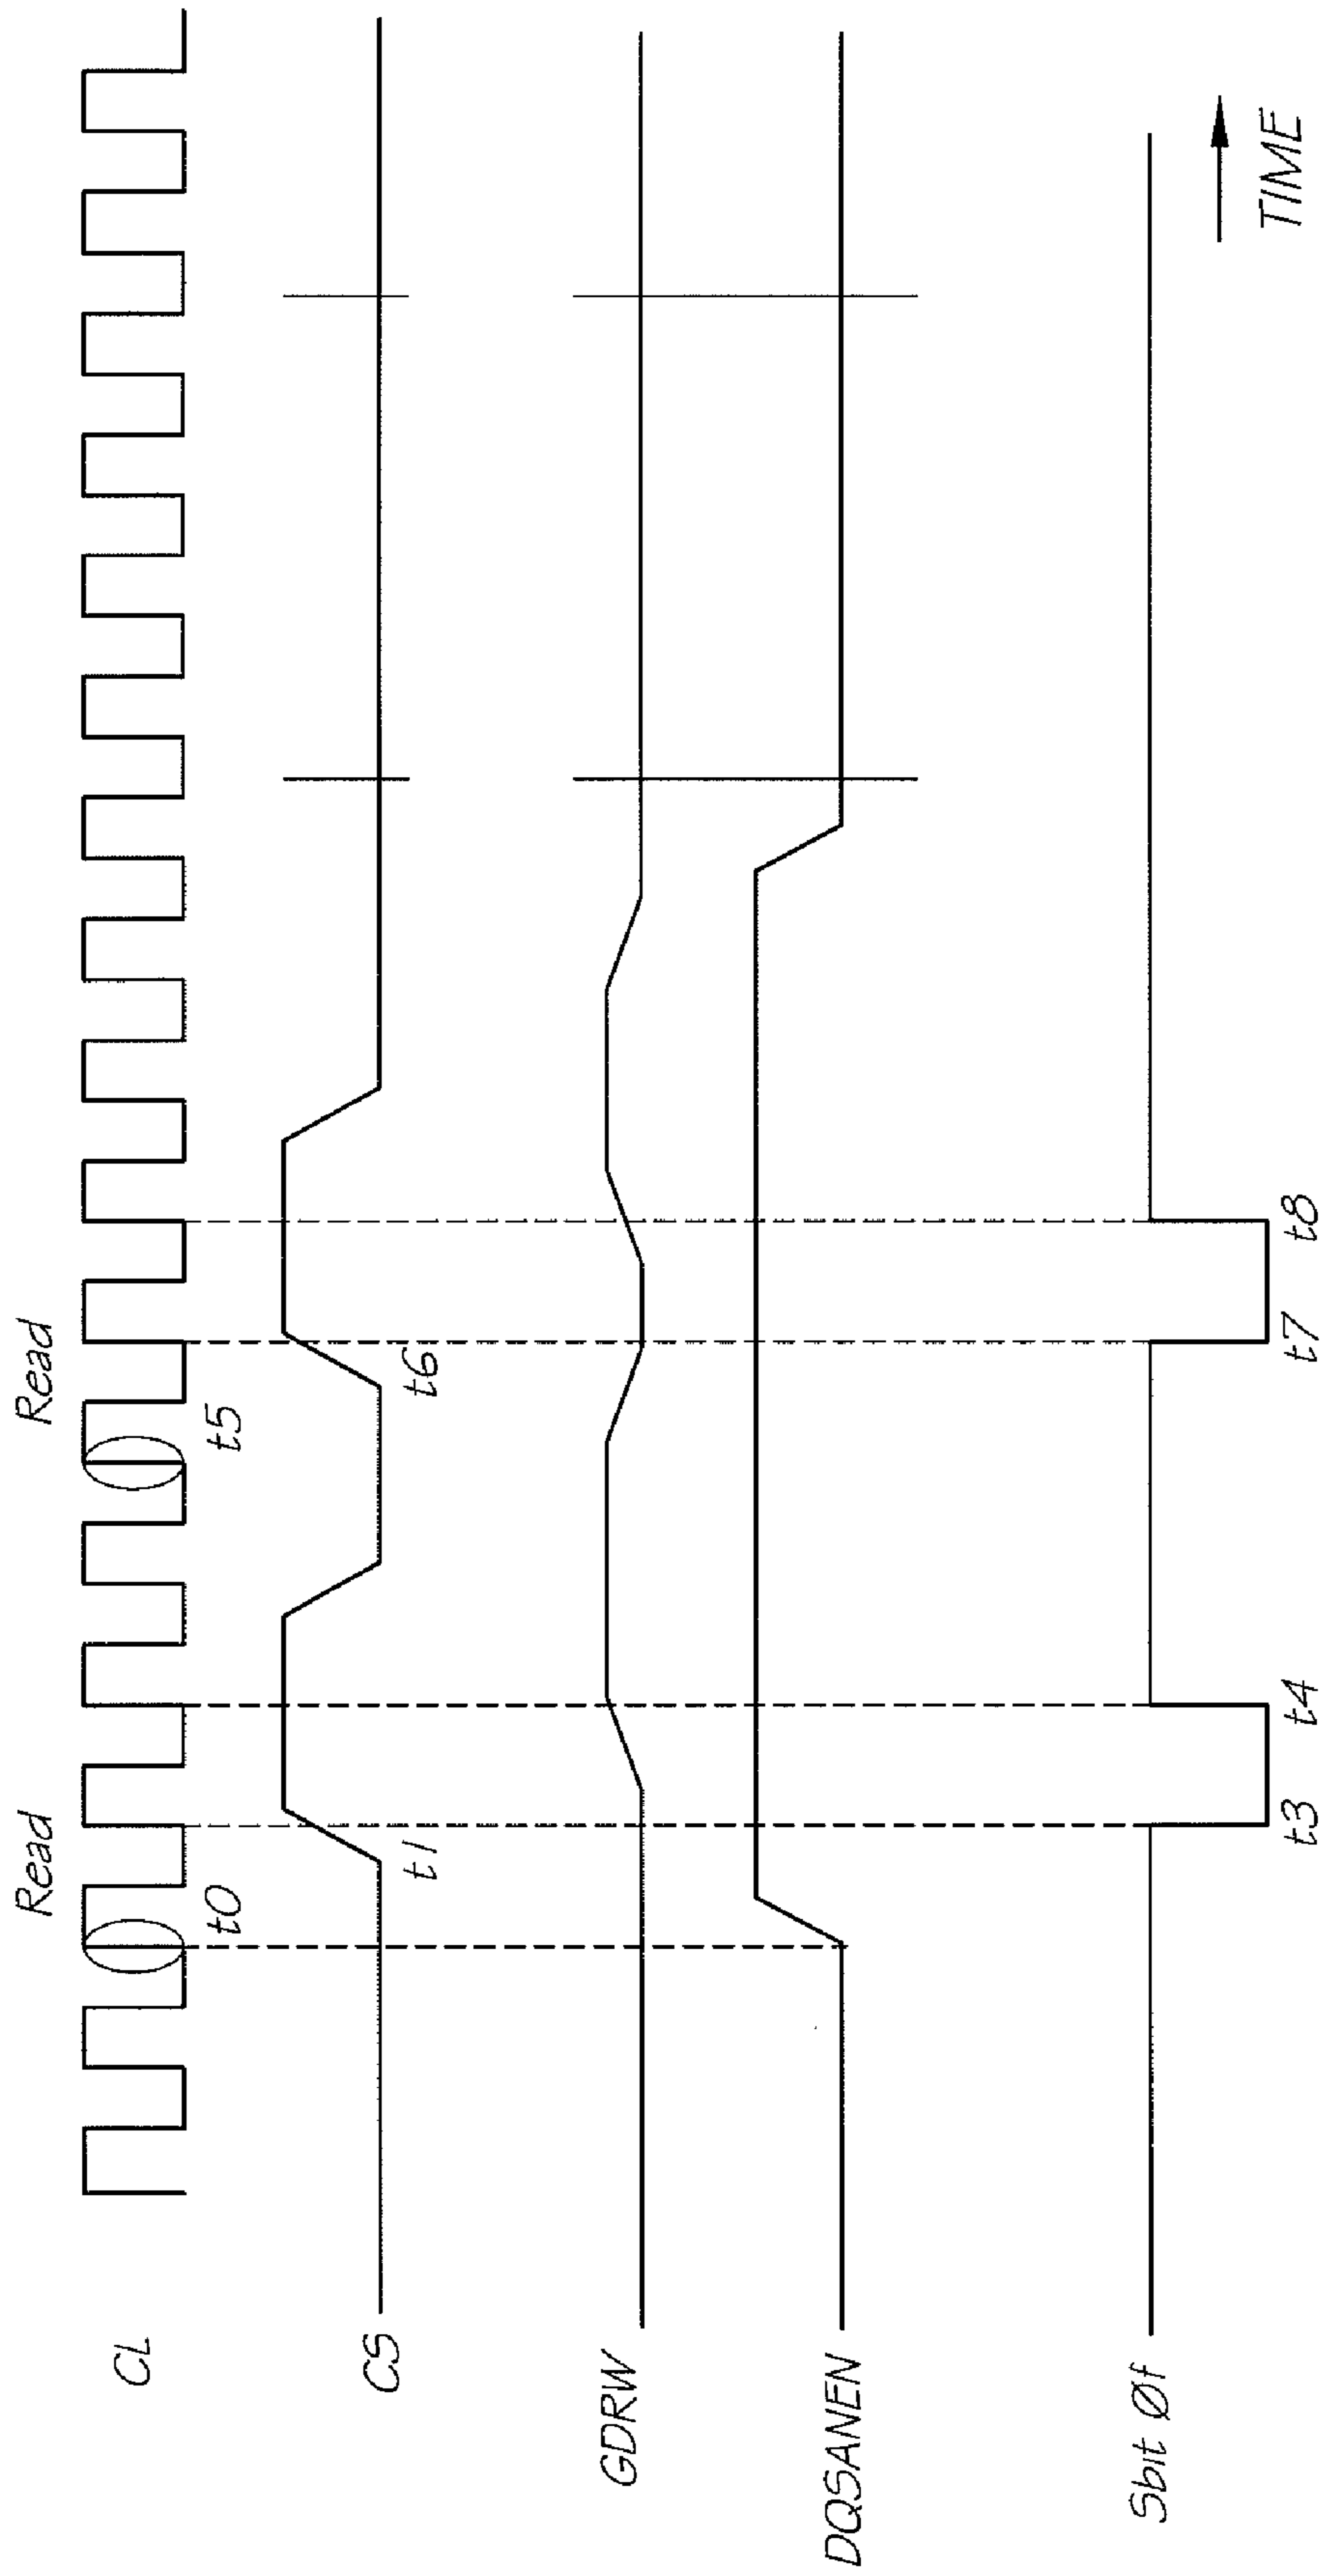 Read
Read
CL
t0
t5
CS
t1
t6
GDRW
DQSANEN
Sbit Øf
t3
t4
t7
t8
TIME